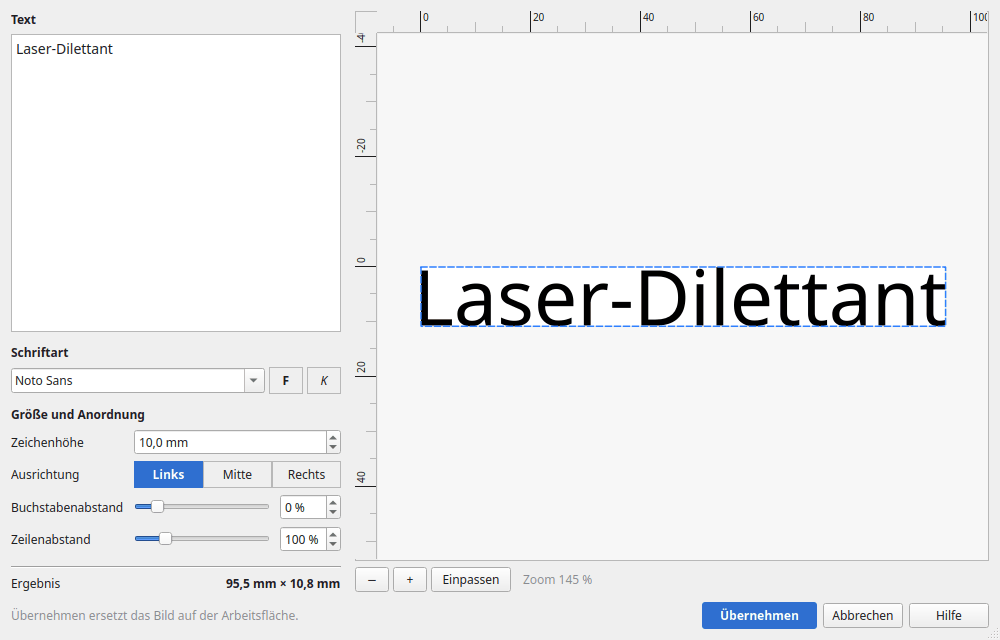 Text
Laser-Dilettant
Schriftart
Noto Sans
F
K
Größe und Anordnung
Zeichenhöhe
10,0 mm
Ausrichtung
Links
Mitte
Rechts
Buchstabenabstand
0 %
Zeilenabstand
100 %
Ergebnis
95,5 mm × 10,8 mm
Übernehmen ersetzt das Bild auf der Arbeitsfläche.
0
20
40
60
80
100
-20
0
20
40
Laser-Dilettant
–
+
Einpassen
Zoom 145 %
Übernehmen
Abbrechen
Hilfe